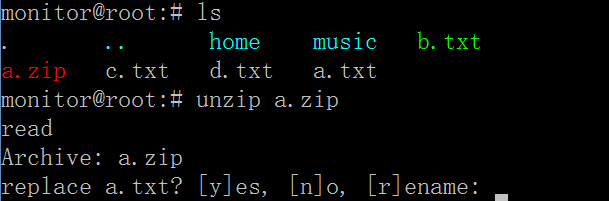 monitor@root:# ls
. .. home music b.txt
a.zip c.txt d.txt a.txt
monitor@root:# unzip a.zip
read
Archive: a.zip
replace a.txt? [y]es, [n]o, [r]ename: